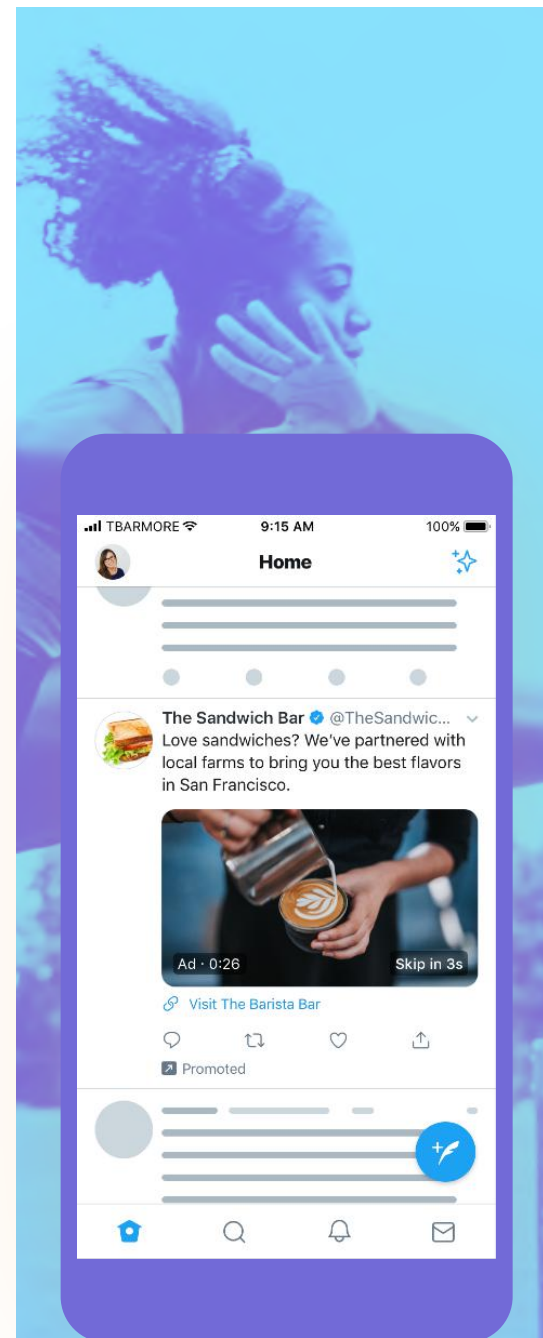 TBARMORE 9:15 AM 100%
Home
The Sandwich Bar @TheSandwic...
Love sandwiches? We've partnered with
local farms to bring you the best flavors
in San Francisco.
Ad · 0:26 Skip in 3s
Visit The Barista Bar
Promoted